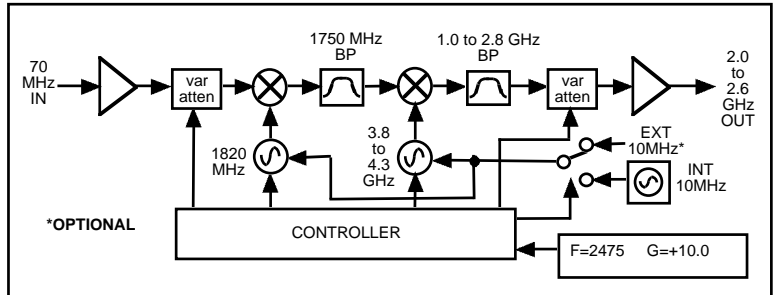 70
MHz
IN
var
atten
1750 MHz
BP
1.0 to 2.8 GHz
BP
var
atten
2.0
to
2.6
GHz
OUT
1820
MHz
3.8
to
4.3
GHz
EXT
10MHz*
INT
10MHz
*OPTIONAL
CONTROLLER
F=2475 G=+10.0